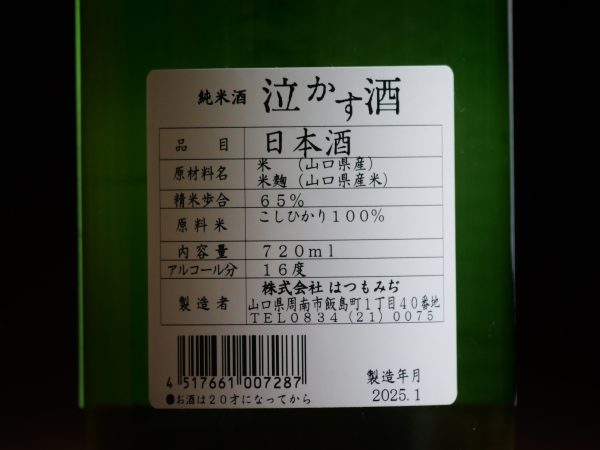 純米酒 泣かす酒
品目 日本酒
原材料名 米 (山口県産)
米麹 (山口県産米)
精米歩合 65%
原料米 こしひかり100%
内容量 720ml
アルコール分 16度
製造者 株式会社 はつもみぢ
山口県周南市飯島町1丁目40番地
TEL0834(21)0075
4 517661 007287
●お酒は20才になってから
製造年月
2025.1